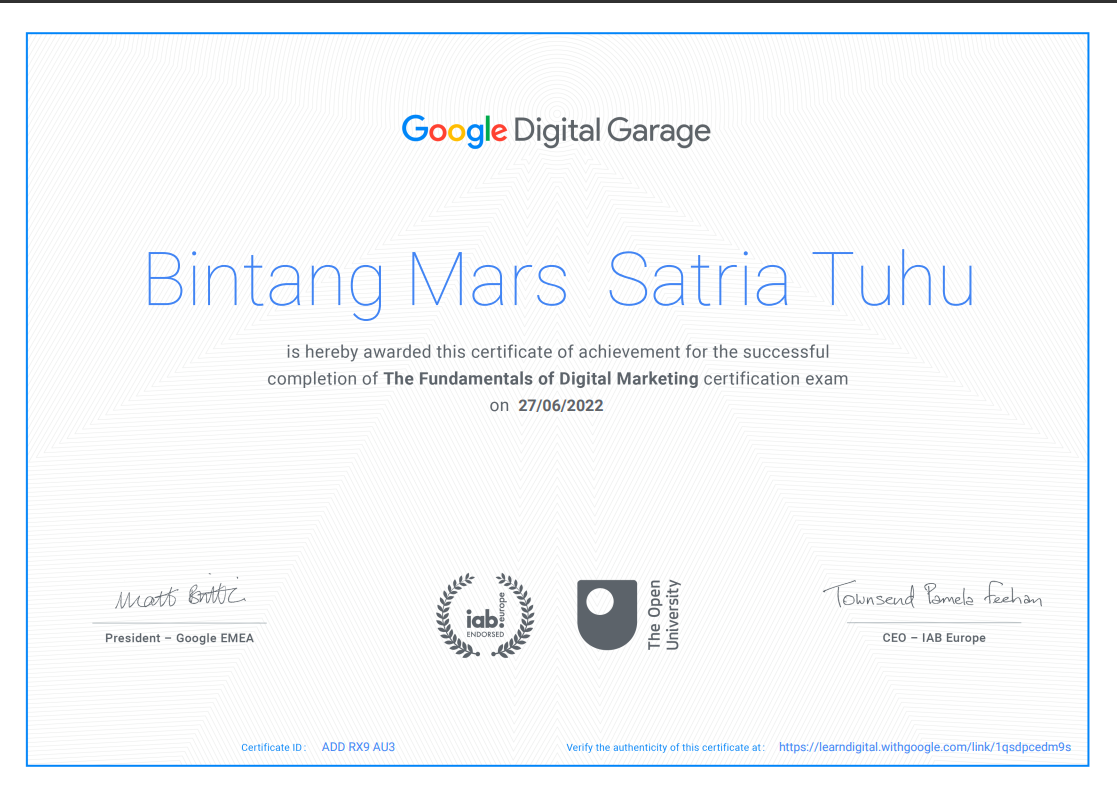 Google Digital Garage
Bintang Mars Satria Tuhu
is hereby awarded this certificate of achievement for the successful
completion of The Fundamentals of Digital Marketing certification exam
on 27/06/2022
Matt Brittin
President – Google EMEA
iab.europe
ENDORSED
The Open
University
Townsend Pamela Feehan
CEO – IAB Europe
Certificate ID: ADD RX9 AU3
Verify the authenticity of this certificate at: https://learndigital.withgoogle.com/link/1qsdpcedm9s